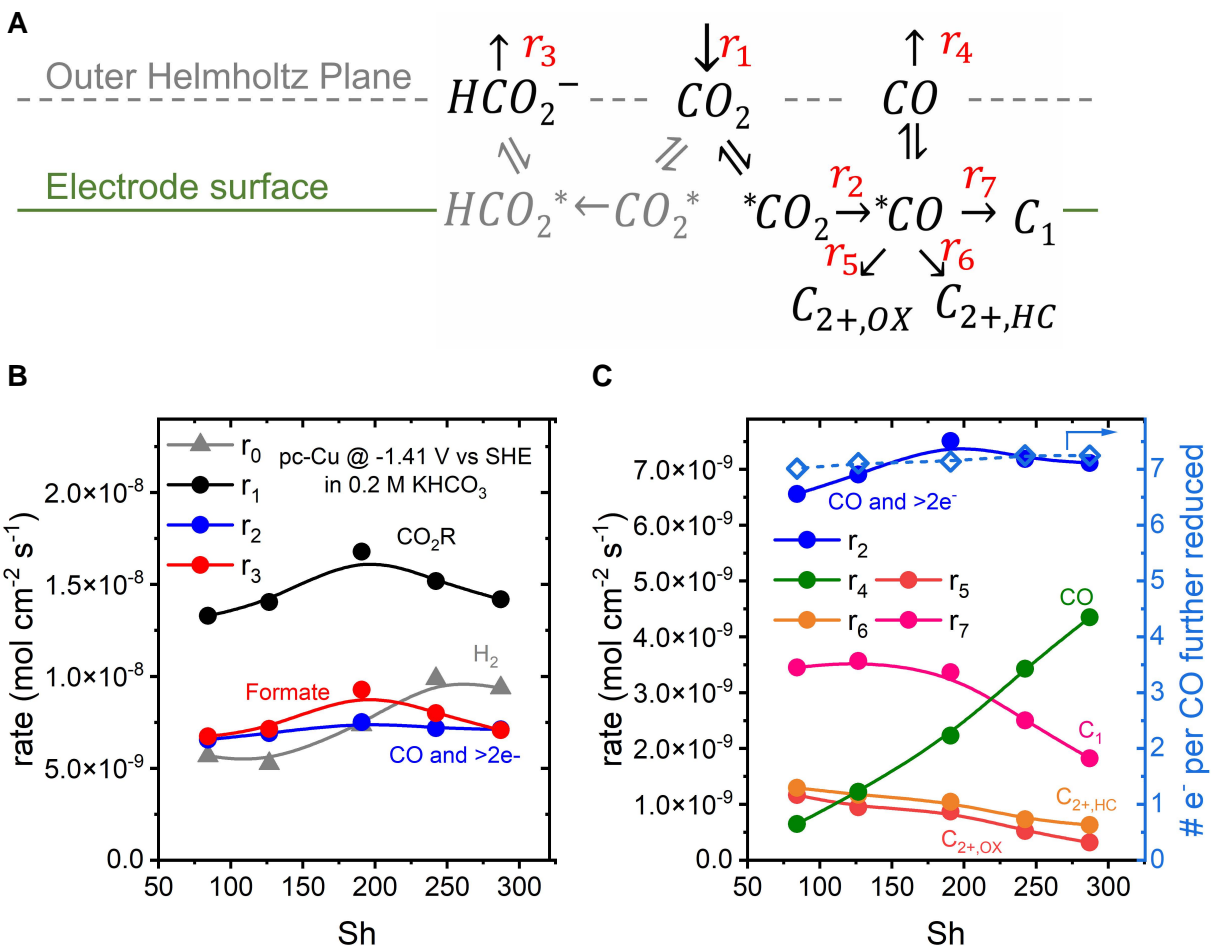 A
r₃ r₁ r₄
Outer Helmholtz Plane
HCO₂⁻ CO₂ CO
Electrode surface
r₂ r₇
HCO₂* ← CO₂* *CO₂ → *CO → C₁
r₅ r₆
C₂₊,OX C₂₊,HC
B
r₀
r₁
r₂
r₃
pc-Cu @ -1.41 V vs SHE
in 0.2 M KHCO₃
CO₂R
H₂
Formate
CO and >2e-
rate (mol cm⁻² s⁻¹)
2.0×10⁻⁸
1.5×10⁻⁸
1.0×10⁻⁸
5.0×10⁻⁹
0.0
50 100 150 200 250 300
Sh
C
CO and >2e⁻
r₂
r₄ r₅
r₆ r₇
CO
C₁
C₂₊,HC
C₂₊,OX
rate (mol cm⁻² s⁻¹)
7.0×10⁻⁹
6.0×10⁻⁹
5.0×10⁻⁹
4.0×10⁻⁹
3.0×10⁻⁹
2.0×10⁻⁹
1.0×10⁻⁹
0.0
50 100 150 200 250 300
Sh
7
6
5
4
3
2
1
0
# e⁻ per CO further reduced